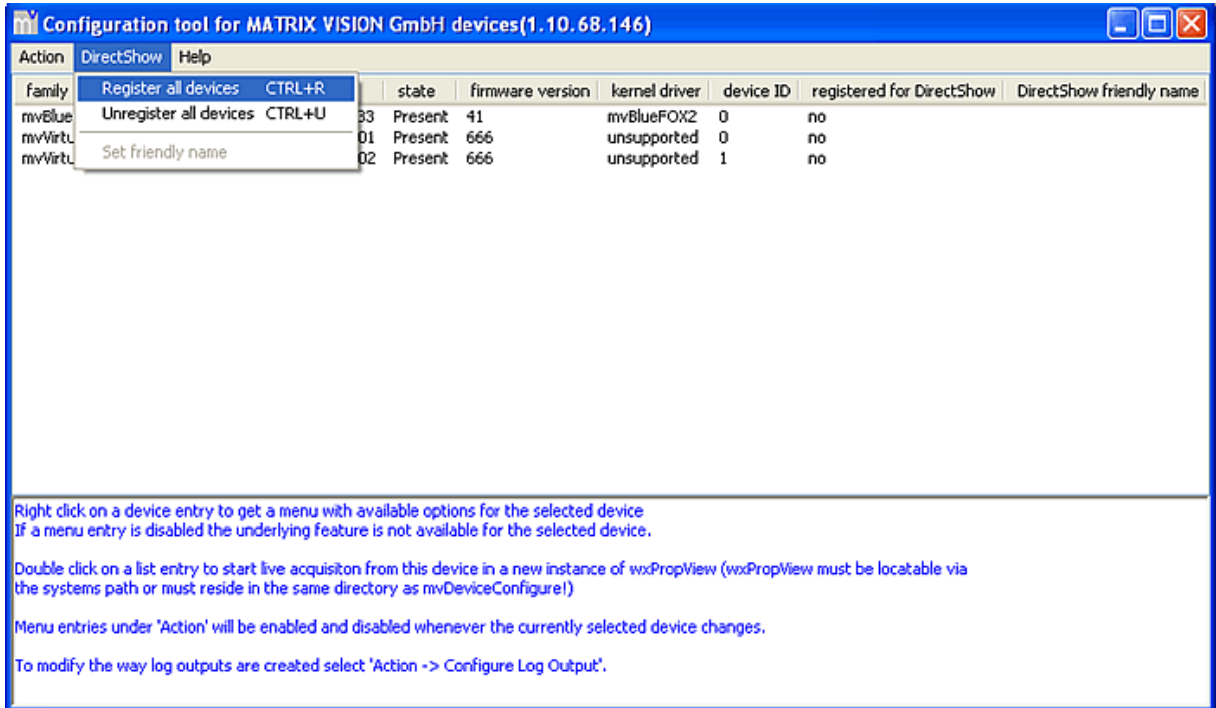 Configuration tool for MATRIX VISION GmbH devices(1.10.68.146)
Action DirectShow Help
family state firmware version kernel driver device ID registered for DirectShow DirectShow friendly name
Register all devices CTRL+R
Unregister all devices CTRL+U
Set friendly name
mvBlue 33 Present 41 mvBlueFOX2 0 no
mvVirtu 01 Present 666 unsupported 0 no
mvVirtu 02 Present 666 unsupported 1 no
Right click on a device entry to get a menu with available options for the selected device
If a menu entry is disabled the underlying feature is not available for the selected device.
Double click on a list entry to start live acquisiton from this device in a new instance of wxPropView (wxPropView must be locatable via
the systems path or must reside in the same directory as mvDeviceConfigure!)
Menu entries under 'Action' will be enabled and disabled whenever the currently selected device changes.
To modify the way log outputs are created select 'Action -> Configure Log Output'.